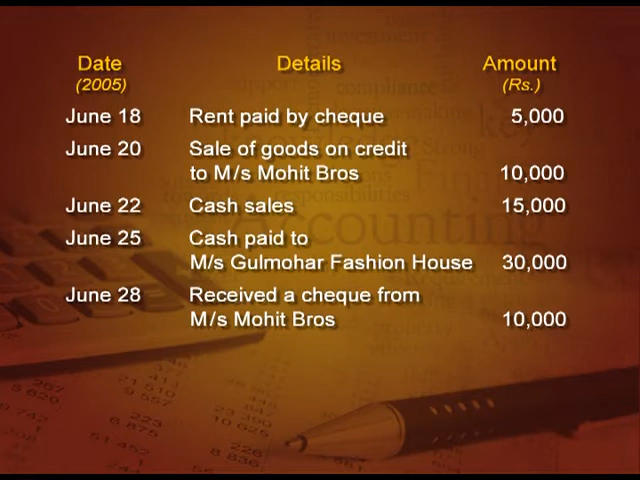 Date Details Amount
(2005) (Rs.)
June 18 Rent paid by cheque 5,000
June 20 Sale of goods on credit
to M/s Mohit Bros 10,000
June 22 Cash sales 15,000
June 25 Cash paid to
M/s Gulmohar Fashion House 30,000
June 28 Received a cheque from
M/s Mohit Bros 10,000